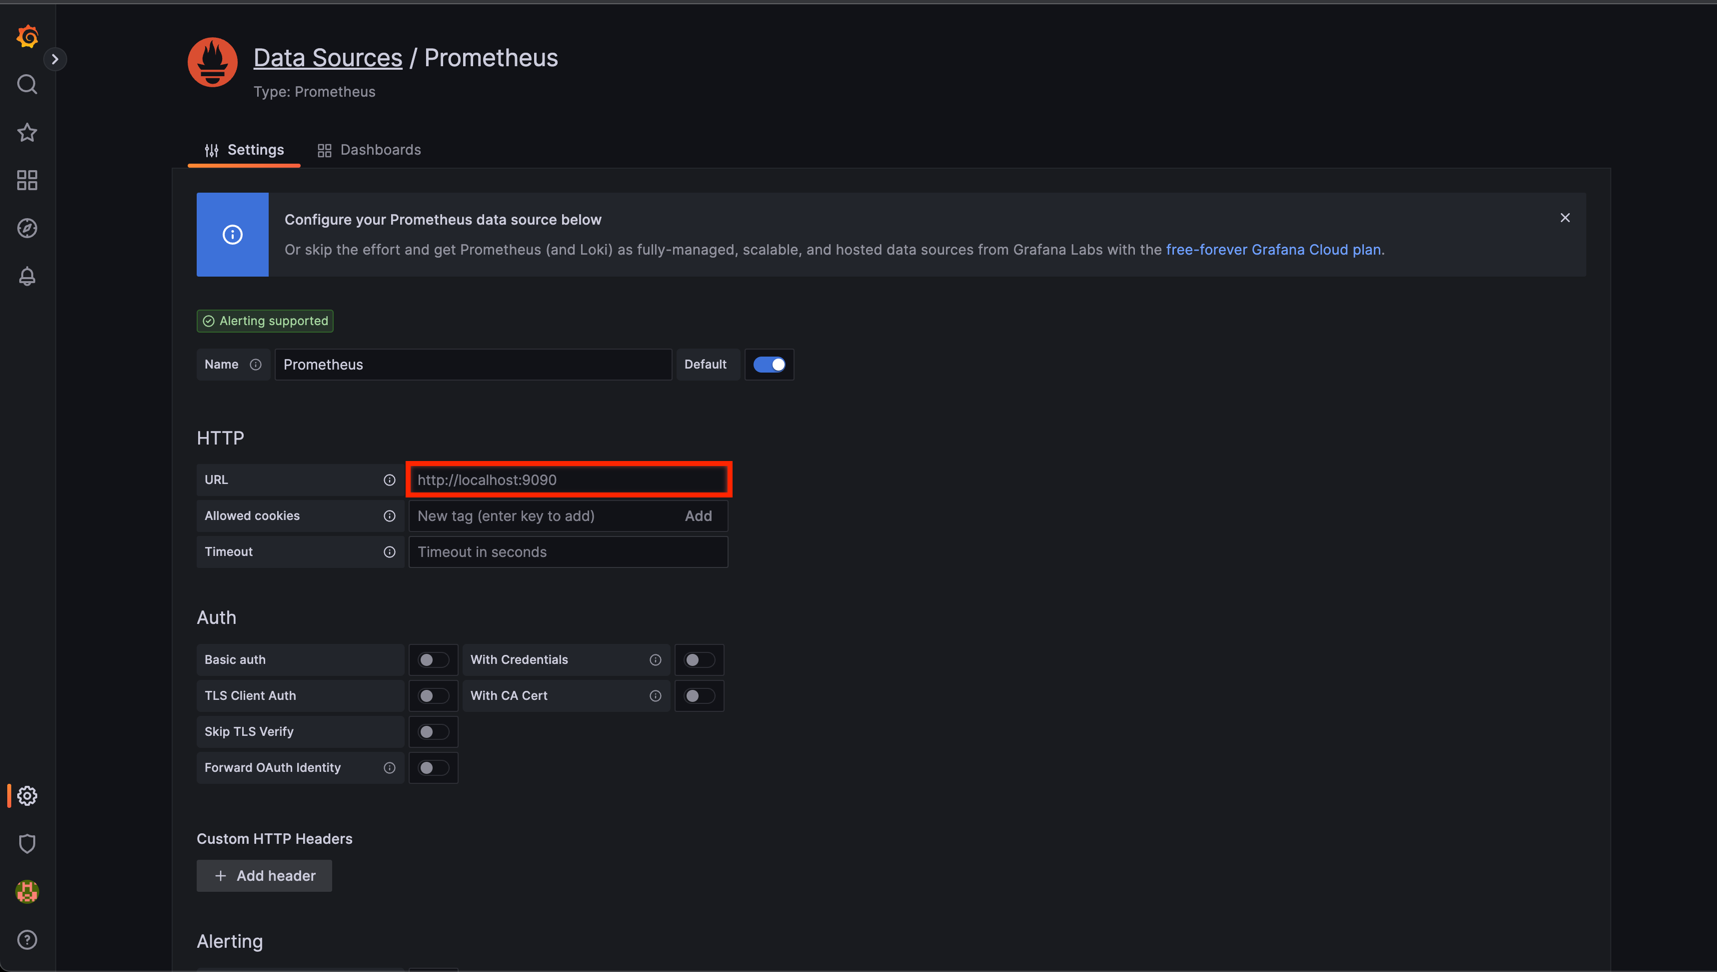 Data Sources / Prometheus
Type: Prometheus
Settings
Dashboards
Configure your Prometheus data source below
Or skip the effort and get Prometheus (and Loki) as fully-managed, scalable, and hosted data sources from Grafana Labs with the free-forever Grafana Cloud plan.
Alerting supported
Name Prometheus Default
HTTP
URL http://localhost:9090
Allowed cookies New tag (enter key to add) Add
Timeout Timeout in seconds
Auth
Basic auth With Credentials
TLS Client Auth With CA Cert
Skip TLS Verify
Forward OAuth Identity
Custom HTTP Headers
+ Add header
Alerting